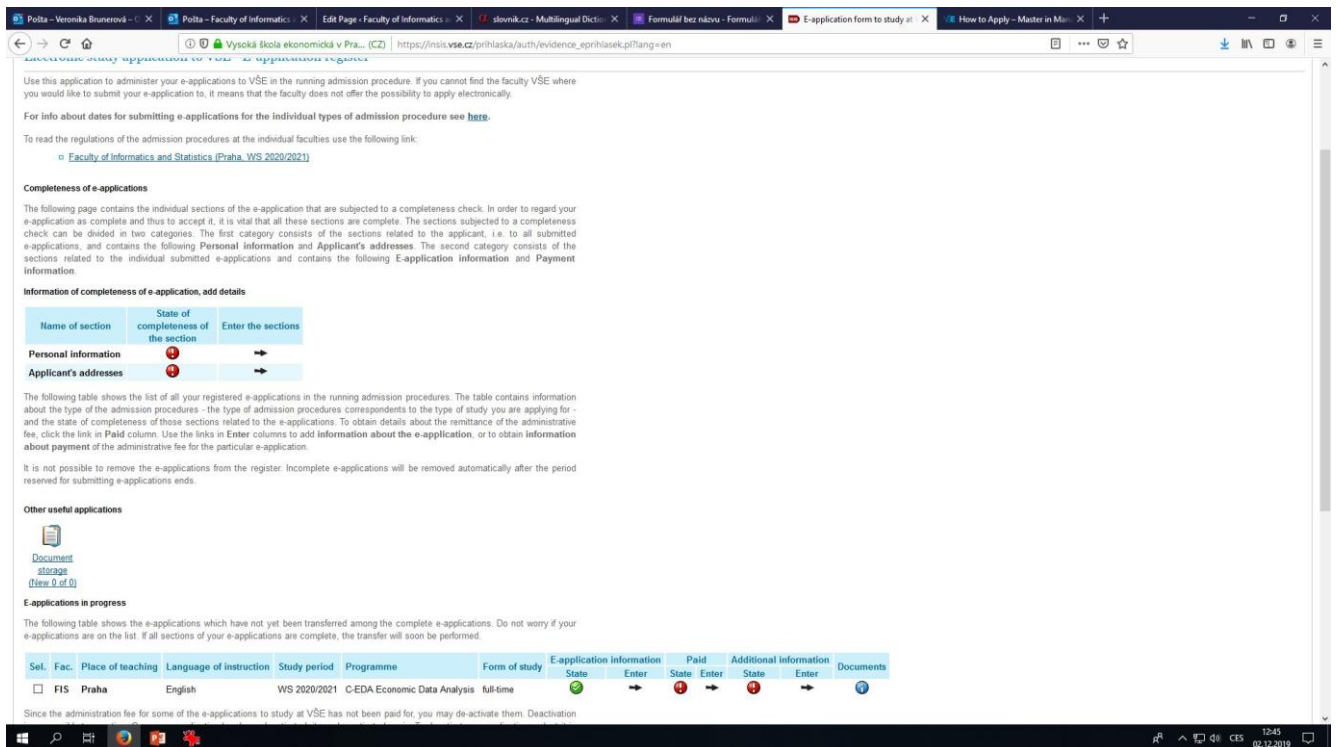 Pošta – Veronika Brunerová – O
Pošta – Faculty of Informatics a
Edit Page ‹ Faculty of Informatics a
slovnik.cz - Multilingual Diction
Formulář bez názvu - Formulář
E-application form to study at
How to Apply – Master in Man
Vysoká škola ekonomická v Pra... (CZ) https://insis.vse.cz/prihlaska/auth/evidence_eprihlasek.pl?lang=en
Electronic study application to VŠE - E-application register
Use this application to administer your e-applications to VŠE in the running admission procedure. If you cannot find the faculty VŠE where
you would like to submit your e-application to, it means that the faculty does not offer the possibility to apply electronically.
For info about dates for submitting e-applications for the individual types of admission procedure see here.
To read the regulations of the admission procedures at the individual faculties use the following link:
Faculty of Informatics and Statistics (Praha, WS 2020/2021)
Completeness of e-applications
The following page contains the individual sections of the e-application that are subjected to a completeness check. In order to regard your
e-application as complete and thus to accept it, it is vital that all these sections are complete. The sections subjected to a completeness
check can be divided in two categories. The first category consists of the sections related to the applicant, i.e. to all submitted
e-applications, and contains the following Personal information and Applicant's addresses. The second category consists of the
sections related to the individual submitted e-applications and contains the following E-application information and Payment
information.
Information of completeness of e-application, add details
Name of section State of completeness of the section Enter the sections
Personal information
Applicant's addresses
The following table shows the list of all your registered e-applications in the running admission procedures. The table contains information
about the type of the admission procedures - the type of admission procedures correspondents to the type of study you are applying for -
and the state of completeness of those sections related to the e-applications. To obtain details about the remittance of the administrative
fee, click the link in Paid column. Use the links in Enter columns to add information about the e-application, or to obtain information
about payment of the administrative fee for the particular e-application.
It is not possible to remove the e-applications from the register. Incomplete e-applications will be removed automatically after the period
reserved for submitting e-applications ends.
Other useful applications
Document
storage
(New 0 of 0)
E-applications in progress
The following table shows the e-applications which have not yet been transferred among the complete e-applications. Do not worry if your
e-applications are on the list. If all sections of your e-applications are complete, the transfer will soon be performed.
Sel. Fac. Place of teaching Language of instruction Study period Programme Form of study E-application information Paid Additional information Documents
State Enter State Enter State Enter
FIS Praha English WS 2020/2021 C-EDA Economic Data Analysis full-time
Since the administration fee for some of the e-applications to study at VŠE has not been paid for, you may de-activate them. Deactivation
CES 12:45
02.12.2019